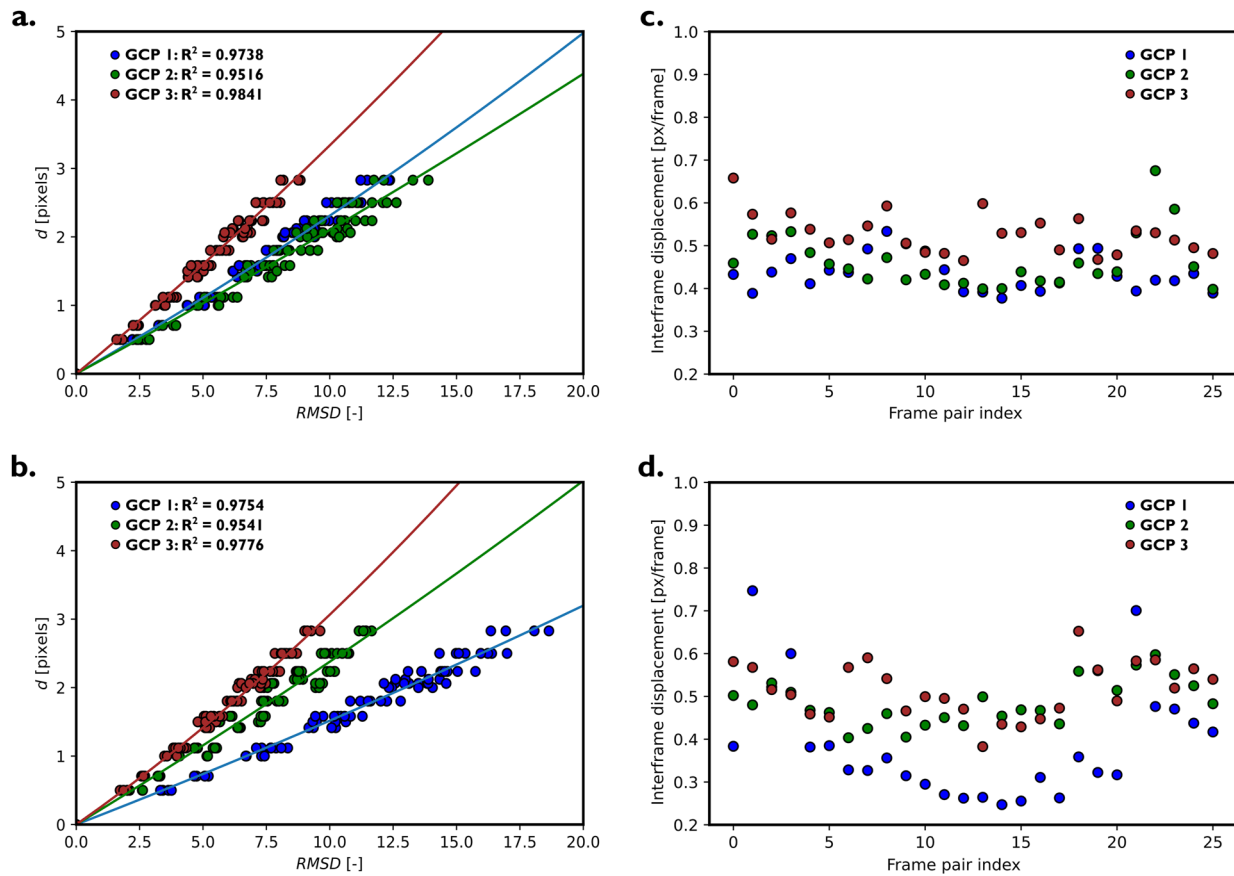 a.
5
4
3
2
1
0
d [pixels]
GCP 1: R² = 0.9738
GCP 2: R² = 0.9516
GCP 3: R² = 0.9841
0.0 2.5 5.0 7.5 10.0 12.5 15.0 17.5 20.0
RMSD [-]
c.
1.0
0.9
0.8
0.7
0.6
0.5
0.4
0.3
0.2
Interframe displacement [px/frame]
GCP 1
GCP 2
GCP 3
0 5 10 15 20 25
Frame pair index
b.
5
4
3
2
1
0
d [pixels]
GCP 1: R² = 0.9754
GCP 2: R² = 0.9541
GCP 3: R² = 0.9776
0.0 2.5 5.0 7.5 10.0 12.5 15.0 17.5 20.0
RMSD [-]
d.
1.0
0.9
0.8
0.7
0.6
0.5
0.4
0.3
0.2
Interframe displacement [px/frame]
GCP 1
GCP 2
GCP 3
0 5 10 15 20 25
Frame pair index